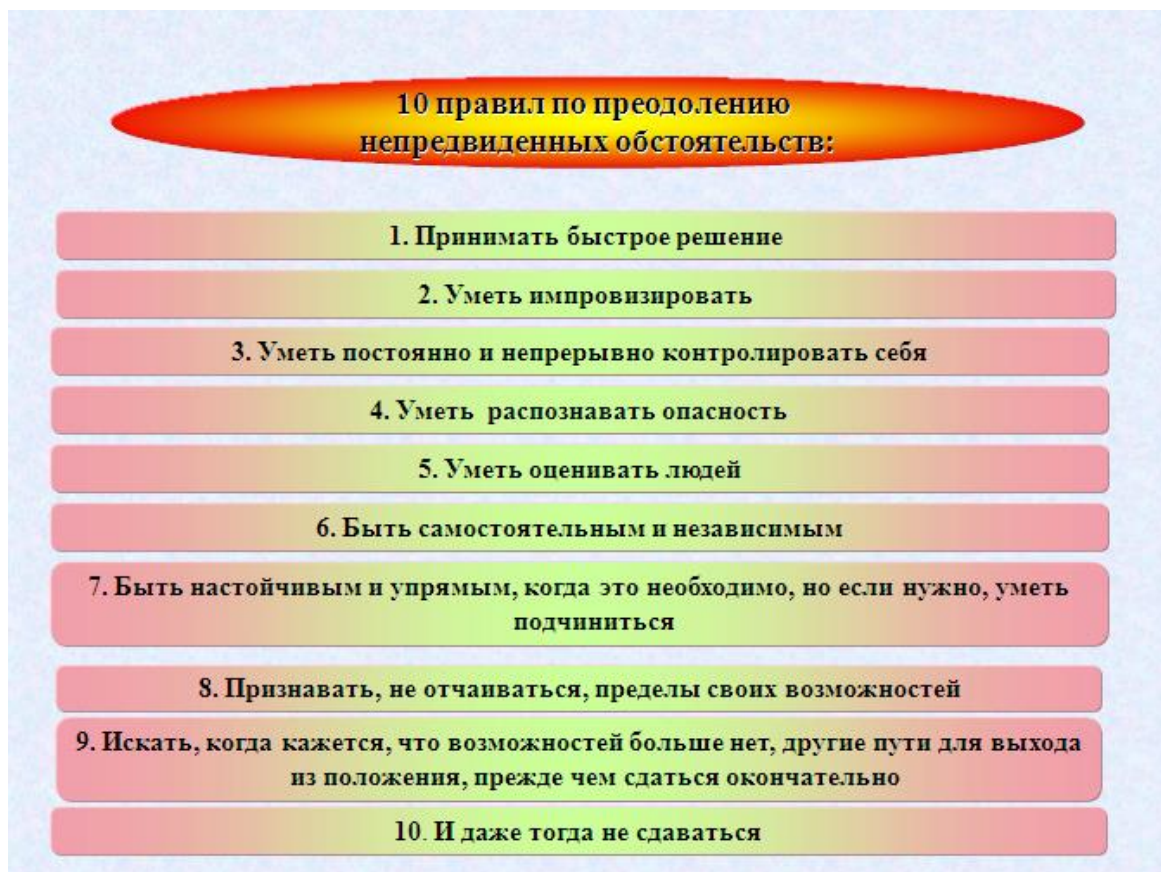 10 правил по преодолению
непредвиденных обстоятельств:
1. Принимать быстрое решение
2. Уметь импровизировать
3. Уметь постоянно и непрерывно контролировать себя
4. Уметь распознавать опасность
5. Уметь оценивать людей
6. Быть самостоятельным и независимым
7. Быть настойчивым и упрямым, когда это необходимо, но если нужно, уметь
подчиниться
8. Признавать, не отчаиваться, пределы своих возможностей
9. Искать, когда кажется, что возможностей больше нет, другие пути для выхода
из положения, прежде чем сдаться окончательно
10. И даже тогда не сдаваться